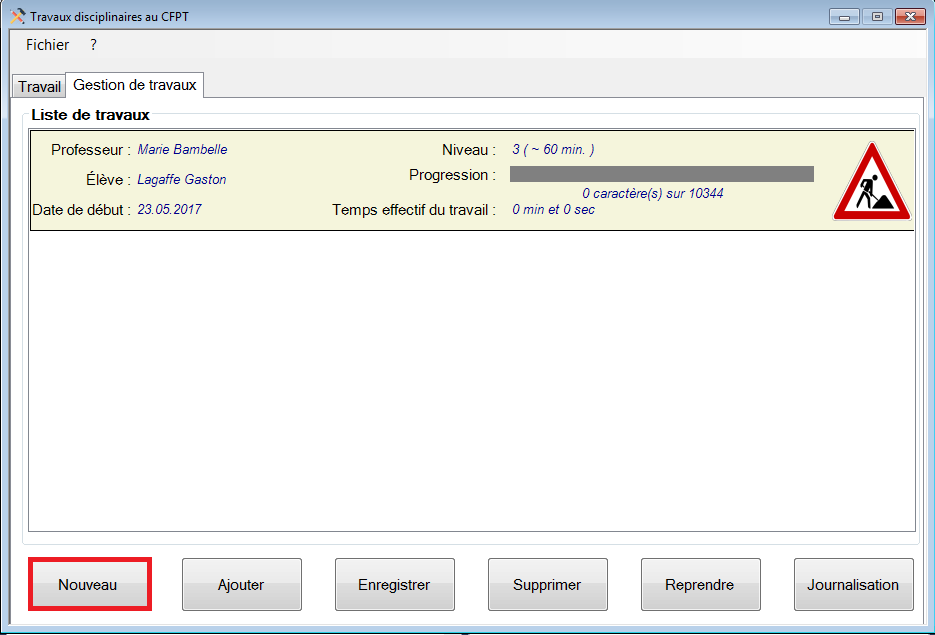 Travaux disciplinaires au CFPT
Fichier ?
Travail Gestion de travaux
Liste de travaux
Professeur : Marie Bambelle Niveau : 3 ( ~ 60 min. )
Élève : Lagaffe Gaston Progression :
0 caractère(s) sur 10344
Date de début : 23.05.2017 Temps effectif du travail : 0 min et 0 sec
Nouveau Ajouter Enregistrer Supprimer Reprendre Journalisation